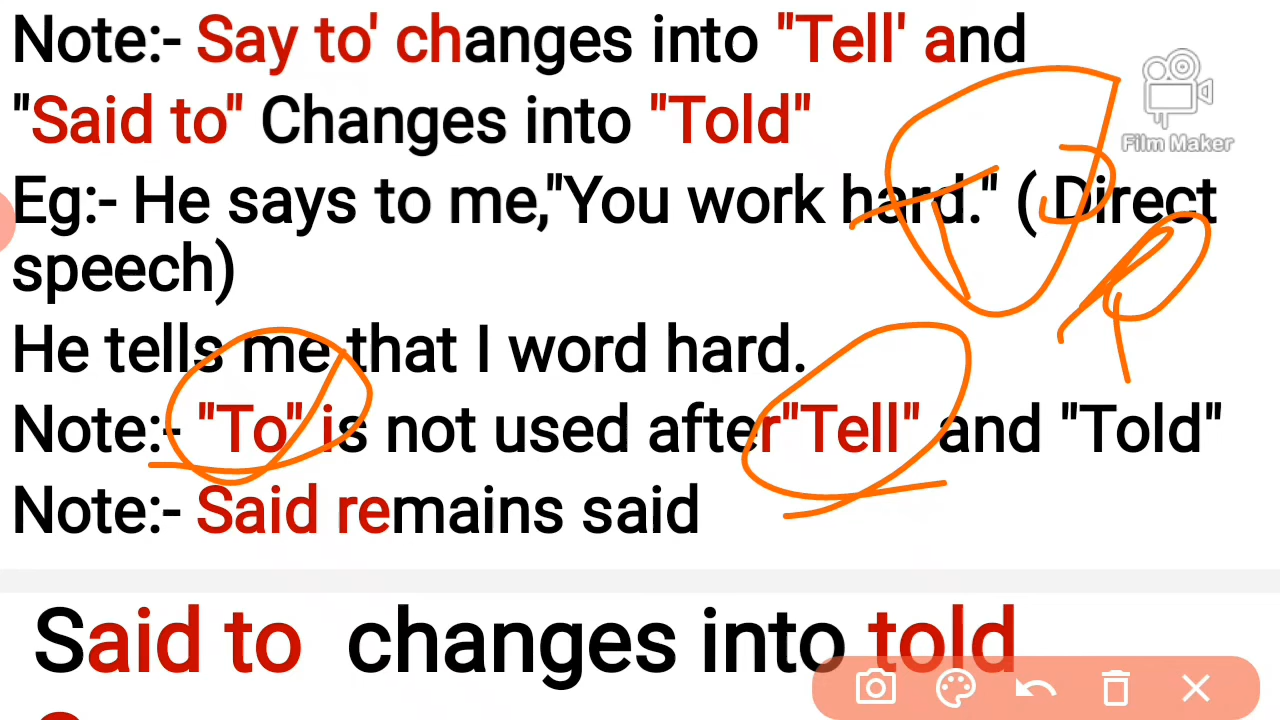 Note:- Say to' changes into "Tell' and
"Said to" Changes into "Told"
Film Maker
Eg:- He says to me,"You work hard." ( Direct
speech)
He tells me that I word hard.
Note:- "To" is not used after"Tell" and "Told"
Note:- Said remains said
Said to changes into told